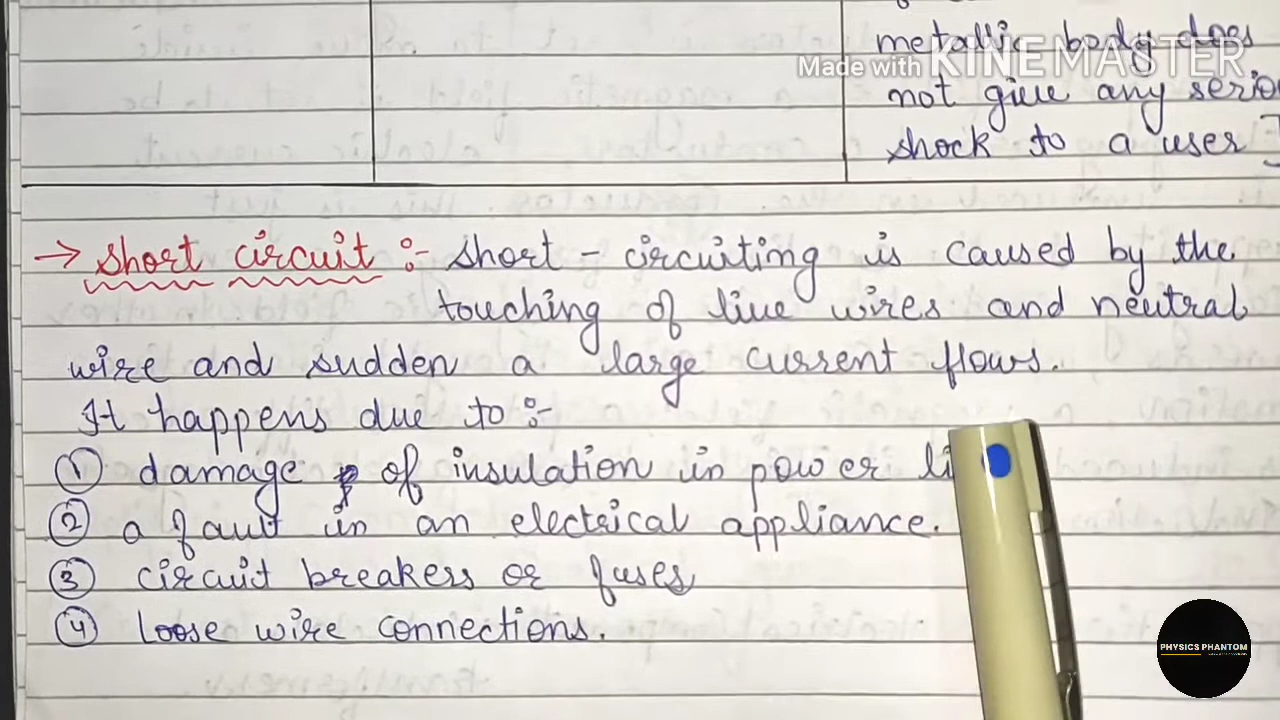 metallic body does
Made with KINEMASTER
not give any serio
shock to a user
→ Short circuit :- Short - circuiting is caused by the
touching of live wires and neutral
wire and sudden a large current flows.
It happens due to :-
① damage of insulation in power li
② a fault in an electrical appliance.
③ circuit breakers or fuses
④ loose wire connections.
PHYSICS PHANTOM